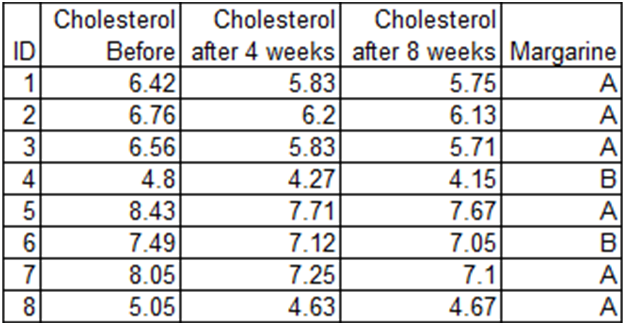 Cholesterol Cholesterol Cholesterol
ID Before after 4 weeks after 8 weeks Margarine
1 6.42 5.83 5.75 A
2 6.76 6.2 6.13 A
3 6.56 5.83 5.71 A
4 4.8 4.27 4.15 B
5 8.43 7.71 7.67 A
6 7.49 7.12 7.05 B
7 8.05 7.25 7.1 A
8 5.05 4.63 4.67 A